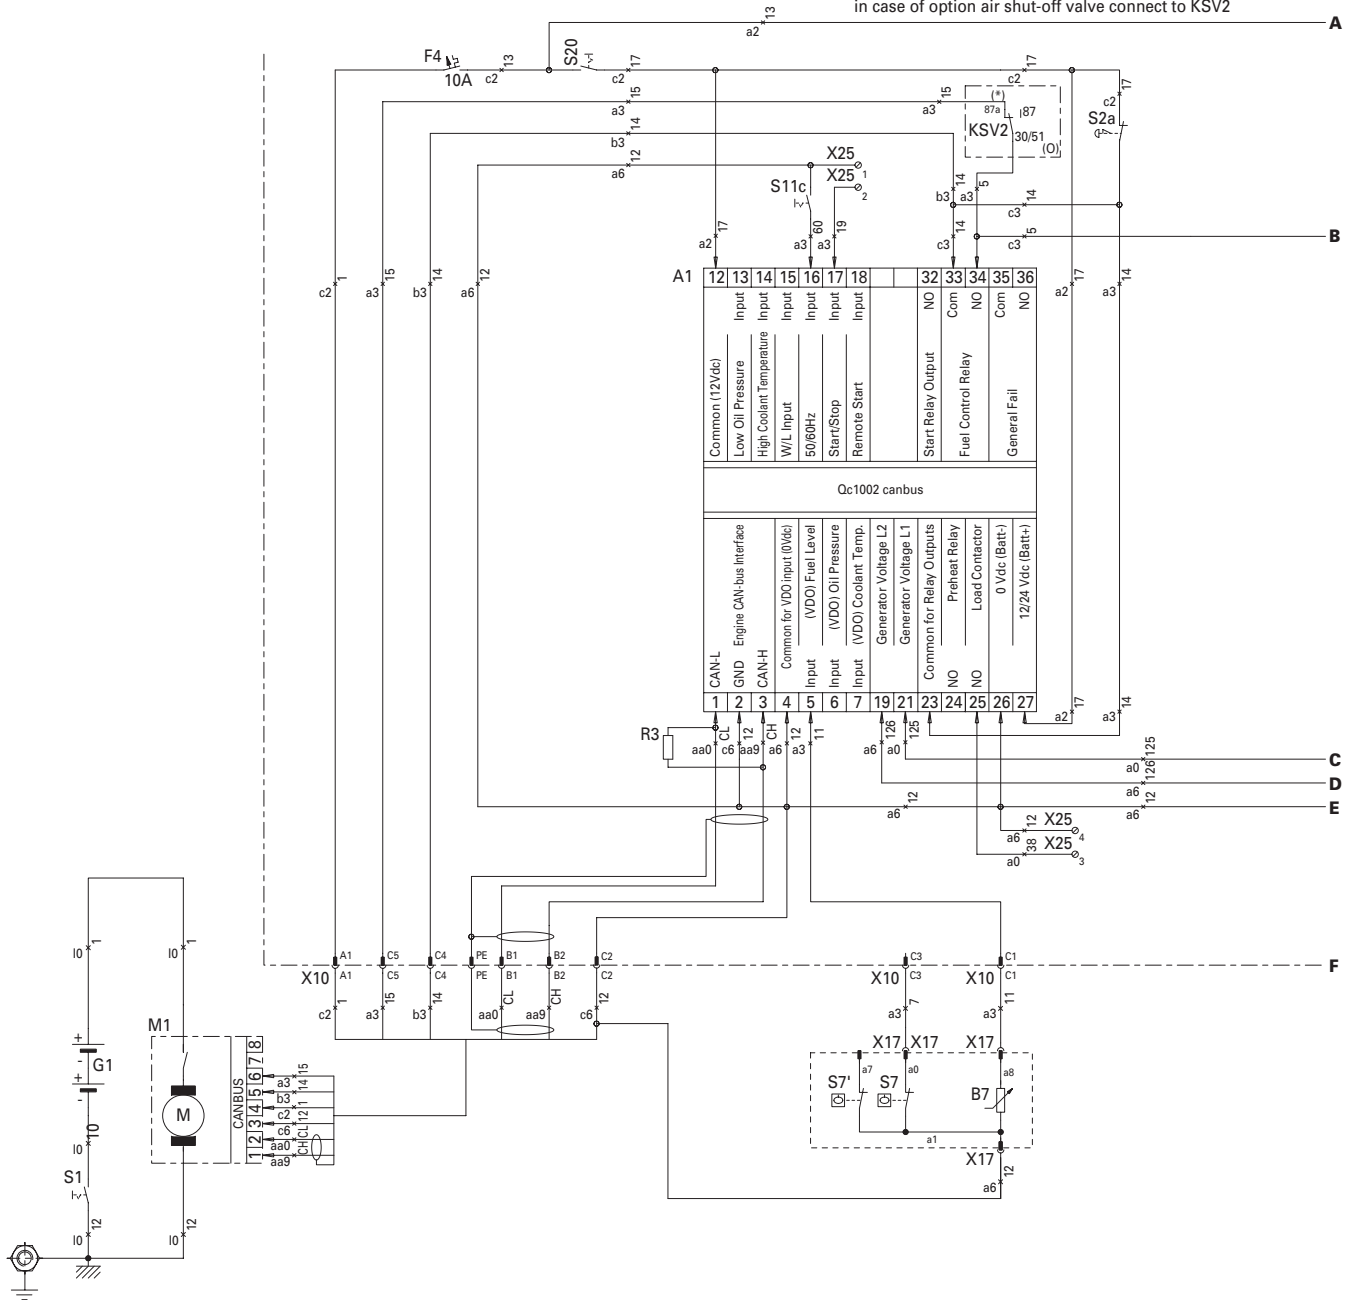 in case of option air shut-off valve connect to KSV2
13
a2
A
F4
10A
13
c2
S20
17
c2
17
c2
17
c2
S2a
15
a3
15
a3
(*)
87a
87
KSV2
30/51
(O)
14
b3
12
a6
X25
1
X25
2
S11c
14
b3
5
a3
14
c3
17
a2
60
a3
19
a3
14
c3
5
c3
B
1
c2
15
a3
14
b3
12
a6
17
a2
14
a3
A1
12 13 14 15 16 17 18 32 33 34 35 36
Input
Input
Input
Input
Input
Input
NO
Com
NO
Com
NO
Common (12Vdc)
Low Oil Pressure
High Coolant Temperature
W/L Input
50/60Hz
Start/Stop
Remote Start
Start Relay Output
Fuel Control Relay
General Fail
Qc1002 canbus
Engine CAN-bus Interface
Common for VDO input (0Vdc)
(VDO) Fuel Level
(VDO) Oil Pressure
(VDO) Coolant Temp.
Generator Voltage L2
Generator Voltage L1
Common for Relay Outputs
Preheat Relay
Load Contactor
0 Vdc (Batt-)
12/24 Vdc (Batt+)
CAN-L
GND
CAN-H
Input
Input
Input
NO
NO
1 2 3 4 5 6 7 19 21 23 24 25 26 27
R3
CL
aa0
12
c6
CH
aa9
12
a6
11
a3
126
a6
125
a0
17
a2
14
a3
125
a0
C
126
a6
D
12
a6
12
a6
E
12
a6
X25
4
38
a0
X25
3
1
l0
1
l0
A1 C5 C4 PE B1 B2 C2 C3 C1
F
X10
A1 C5 C4 PE B1 B2 C2
X10
C3
X10
C1
1
c2
15
a3
14
b3
CL
aa0
CH
aa9
12
c6
7
a3
11
a3
M1
+
-
G1
+
-
M
CANBUS
8
7
6
5
4
3
2
1
15
a3
14
b3
1
c2
12
c6
CL
aa0
CH
aa9
X17 X17 X17
a7
a0
a8
S7'
S7
B7
a1
X17
12
a6
10
l0
S1
12
l0
12
l0